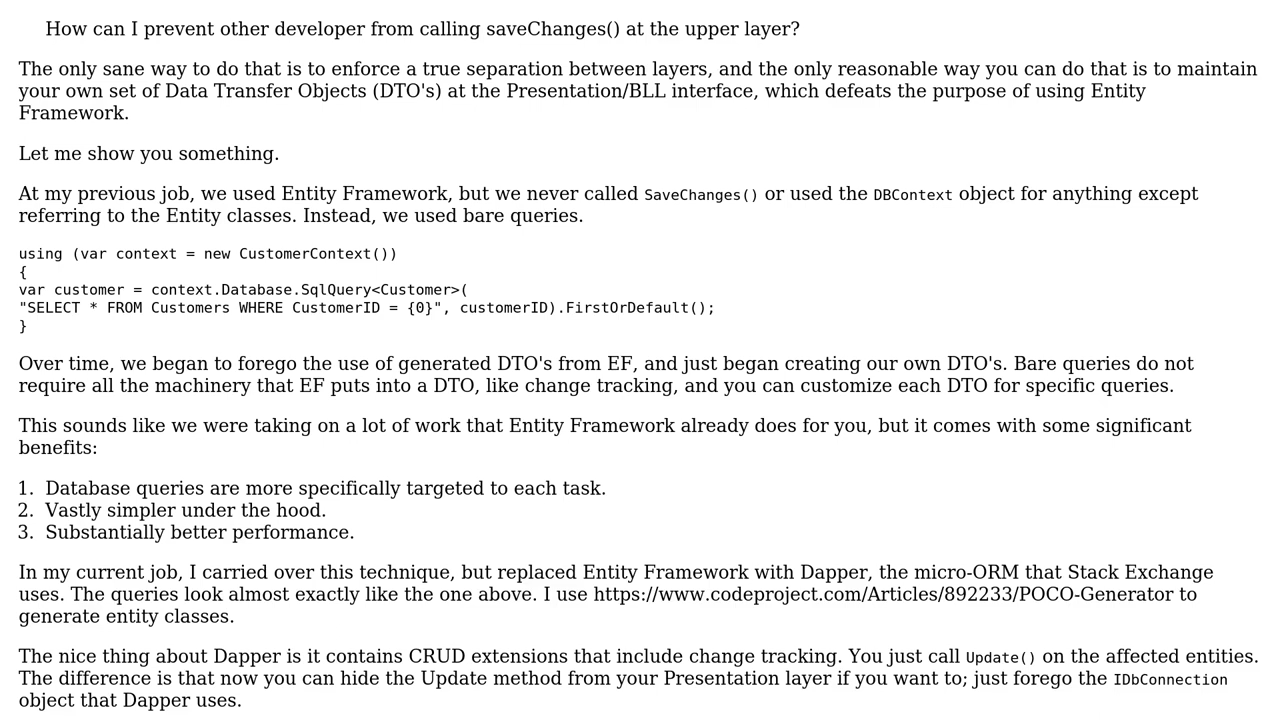 How can I prevent other developer from calling saveChanges() at the upper layer?
The only sane way to do that is to enforce a true separation between layers, and the only reasonable way you can do that is to maintain
your own set of Data Transfer Objects (DTO's) at the Presentation/BLL interface, which defeats the purpose of using Entity
Framework.
Let me show you something.
At my previous job, we used Entity Framework, but we never called SaveChanges() or used the DBContext object for anything except
referring to the Entity classes. Instead, we used bare queries.
using (var context = new CustomerContext())
{
var customer = context.Database.SqlQuery<Customer>(
"SELECT * FROM Customers WHERE CustomerID = {0}", customerID).FirstOrDefault();
}
Over time, we began to forego the use of generated DTO's from EF, and just began creating our own DTO's. Bare queries do not
require all the machinery that EF puts into a DTO, like change tracking, and you can customize each DTO for specific queries.
This sounds like we were taking on a lot of work that Entity Framework already does for you, but it comes with some significant
benefits:
1. Database queries are more specifically targeted to each task.
2. Vastly simpler under the hood.
3. Substantially better performance.
In my current job, I carried over this technique, but replaced Entity Framework with Dapper, the micro-ORM that Stack Exchange
uses. The queries look almost exactly like the one above. I use https://www.codeproject.com/Articles/892233/POCO-Generator to
generate entity classes.
The nice thing about Dapper is it contains CRUD extensions that include change tracking. You just call Update() on the affected entities.
The difference is that now you can hide the Update method from your Presentation layer if you want to; just forego the IDbConnection
object that Dapper uses.